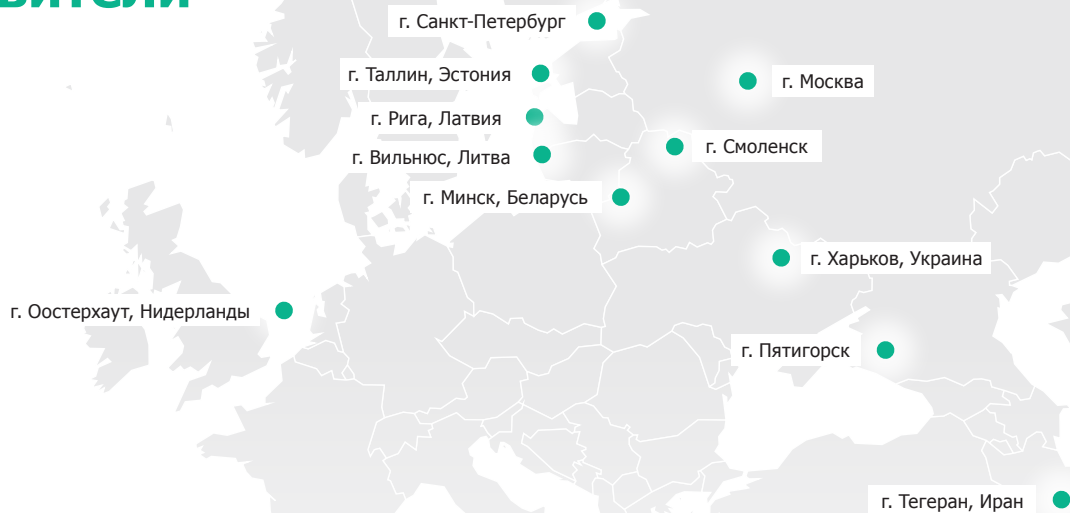 г. Санкт-Петербург
г. Таллин, Эстония
г. Москва
г. Рига, Латвия
г. Смоленск
г. Вильнюс, Литва
г. Минск, Беларусь
г. Харьков, Украина
г. Оостерхаут, Нидерланды
г. Пятигорск
г. Тегеран, Иран